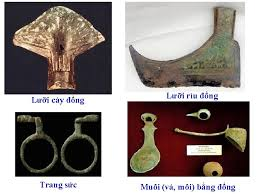 Lưỡi cày đồng
Lưỡi rìu đồng
Trang sức
Muôi (vá, môi) bằng đồng